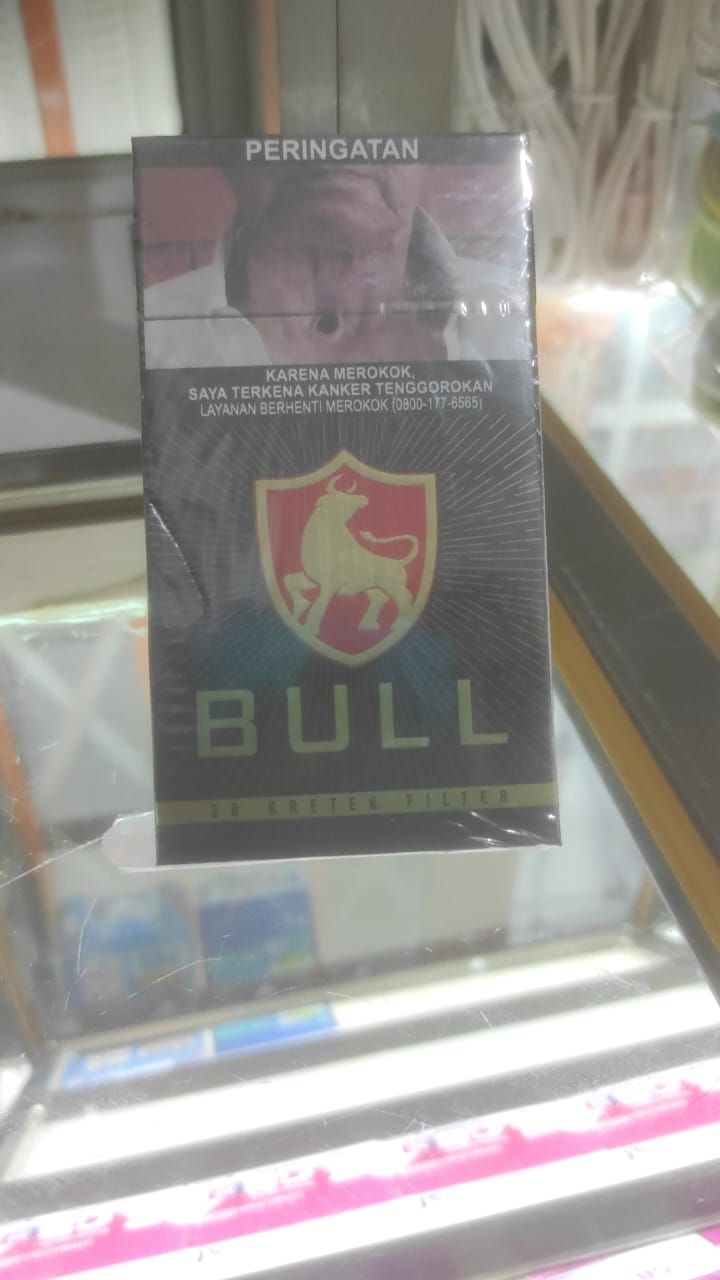 PERINGATAN
KARENA MEROKOK,
SAYA TERKENA KANKER TENGGOROKAN
LAYANAN BERHENTI MEROKOK (0800-177-6565)
BULL
20 KRETEK FILTER